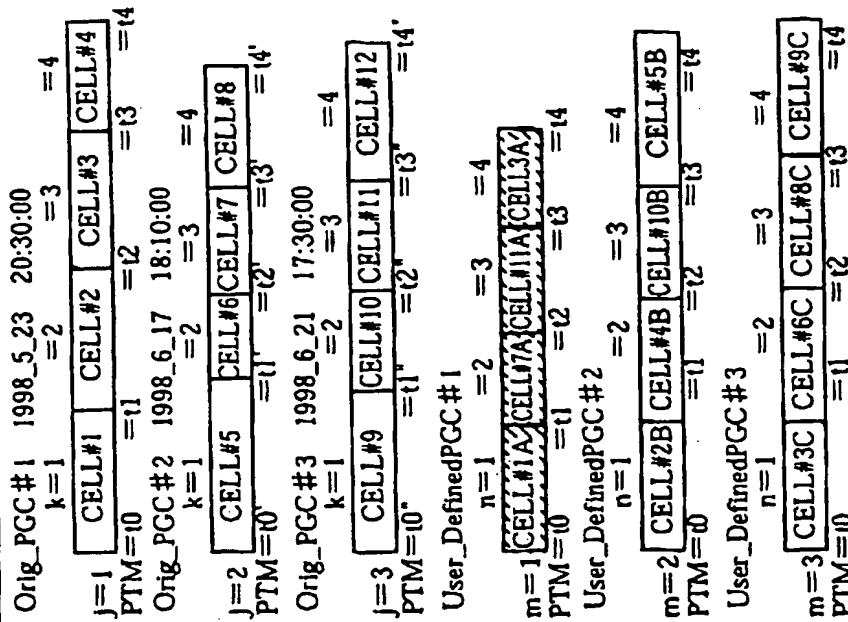 Orig_PGC#1 1998_5_23 20:30:00
k=1 =2 =3 =4
j=1 CELL#1 CELL#2 CELL#3 CELL#4
PTM=t0 =t1 =t2 =t3 =t4
Orig_PGC#2 1998_6_17 18:10:00
k=1 =2 =3 =4
j=2 CELL#5 CELL#6 CELL#7 CELL#8
PTM=t0' =t1' =t2' =t3' =t4'
Orig_PGC#3 1998_6_21 17:30:00
k=1 =2 =3 =4
j=3 CELL#9 CELL#10 CELL#11 CELL#12
PTM=t0" =t1" =t2" =t3" =t4'
User_DefinedPGC#1
n=1 =2 =3 =4
m=1 CELL#1A CELL#7A CELL#11A CELL3A
PTM=t0 =t1 =t2 =t3 =t4
User_DefinedPGC#2
n=1 =2 =3 =4
m=2 CELL#2B CELL#4B CELL#10B CELL#5B
PTM=t0 =t1 =t2 =t3 =t4
User_DefinedPGC#3
n=1 =2 =3 =4
m=3 CELL#3C CELL#6C CELL#8C CELL#9C
PTM=t0 =t1 =t2 =t3 =t4